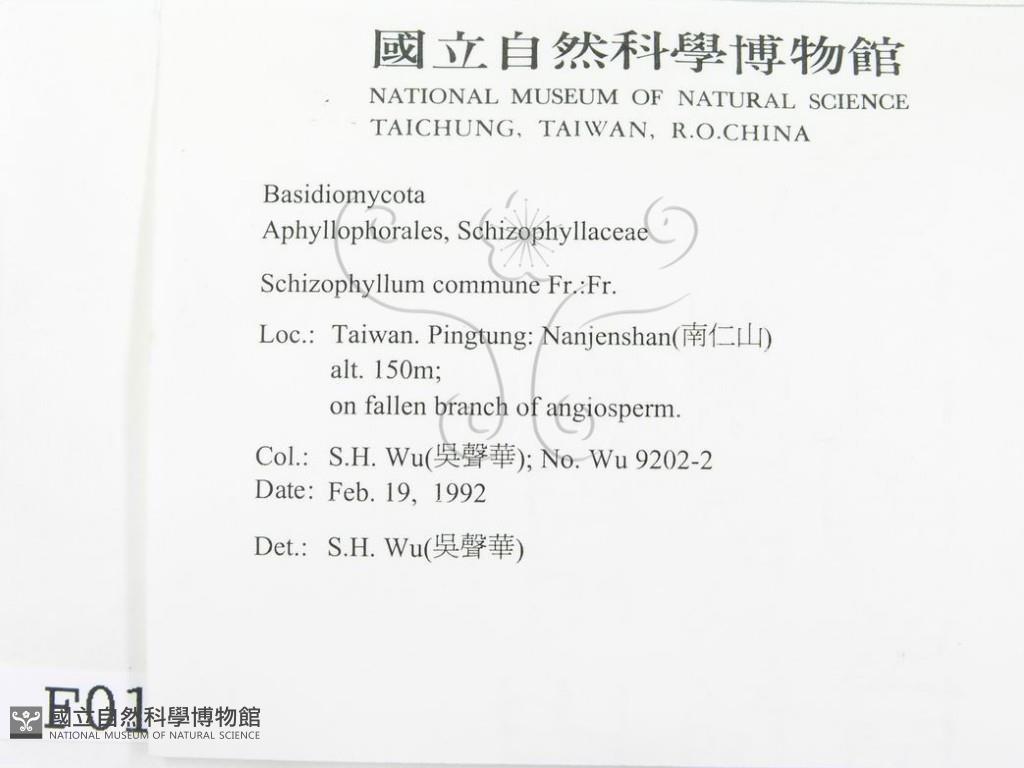 國立自然科學博物館
NATIONAL MUSEUM OF NATURAL SCIENCE
TAICHUNG, TAIWAN, R.O.CHINA
Basidiomycota
Aphyllophorales, Schizophyllaceae
Schizophyllum commune Fr.:Fr.
Loc.: Taiwan. Pingtung: Nanjenshan(南仁山)
alt. 150m;
on fallen branch of angiosperm.
Col.: S.H. Wu(吳聲華); No. Wu 9202-2
Date: Feb. 19, 1992
Det.: S.H. Wu(吳聲華)
F01
國立自然科學博物館
NATIONAL MUSEUM OF NATURAL SCIENCE